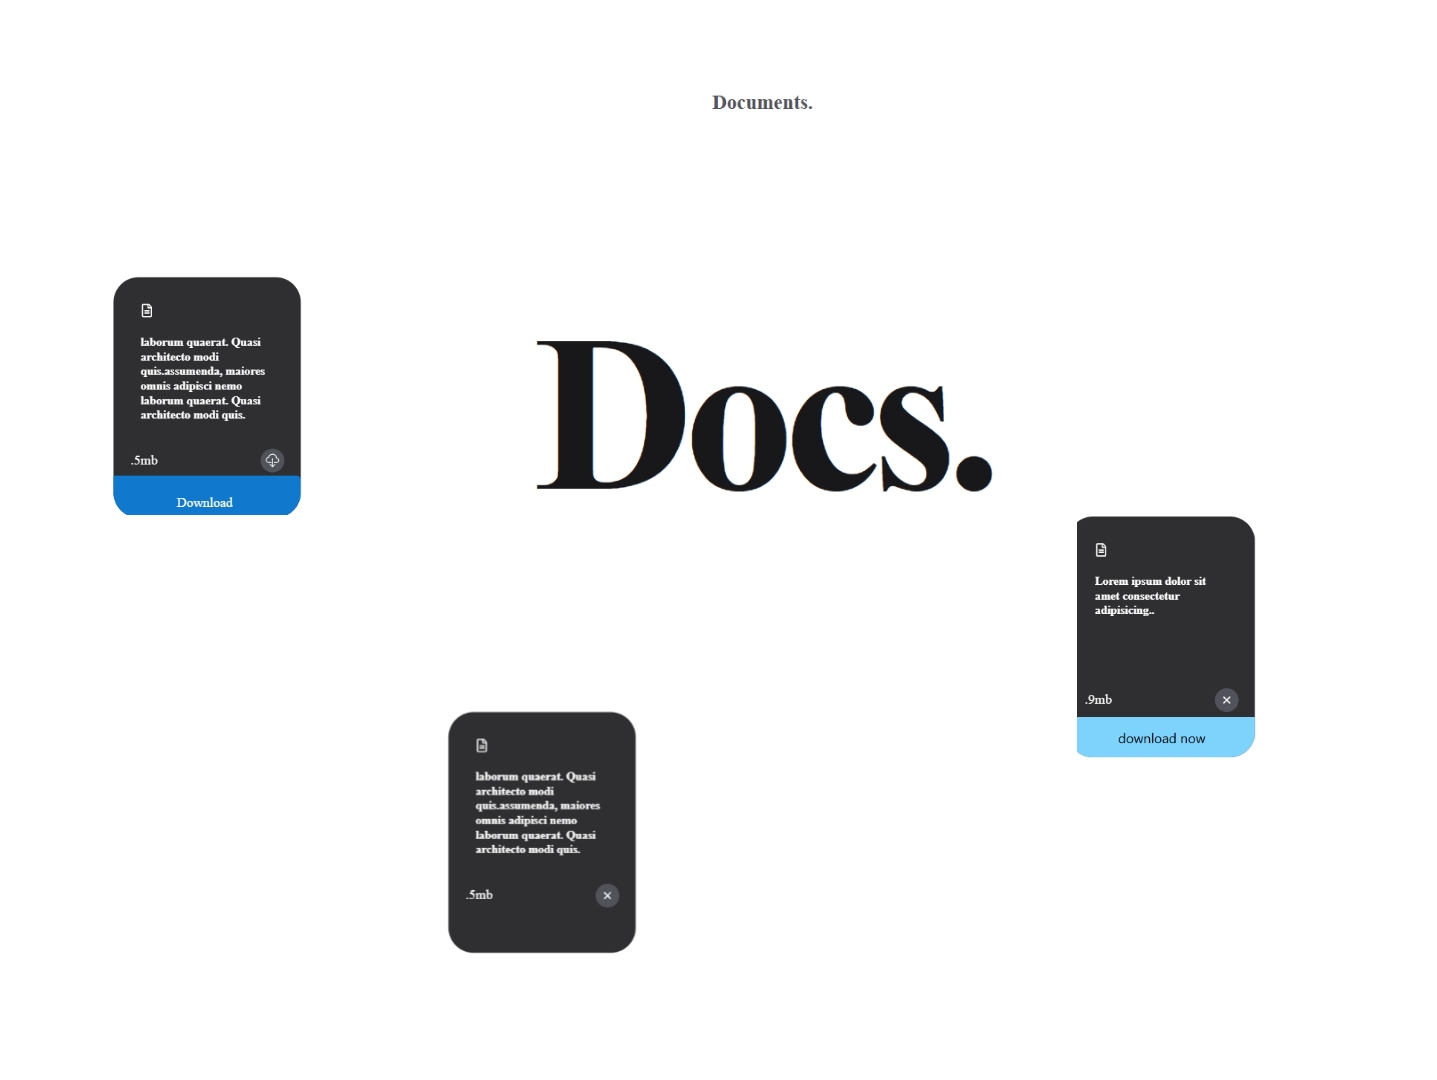 Documents.
laborum quaerat. Quasi
architecto modi
quis.assumenda, maiores
omnis adipisci nemo
laborum quaerat. Quasi
architecto modi quis.
.5mb
Download
Docs.
Lorem ipsum dolor sit
amet consectetur
adipisicing..
.9mb
download now
laborum quaerat. Quasi
architecto modi
quis.assumenda, maiores
omnis adipisci nemo
laborum quaerat. Quasi
architecto modi quis.
.5mb